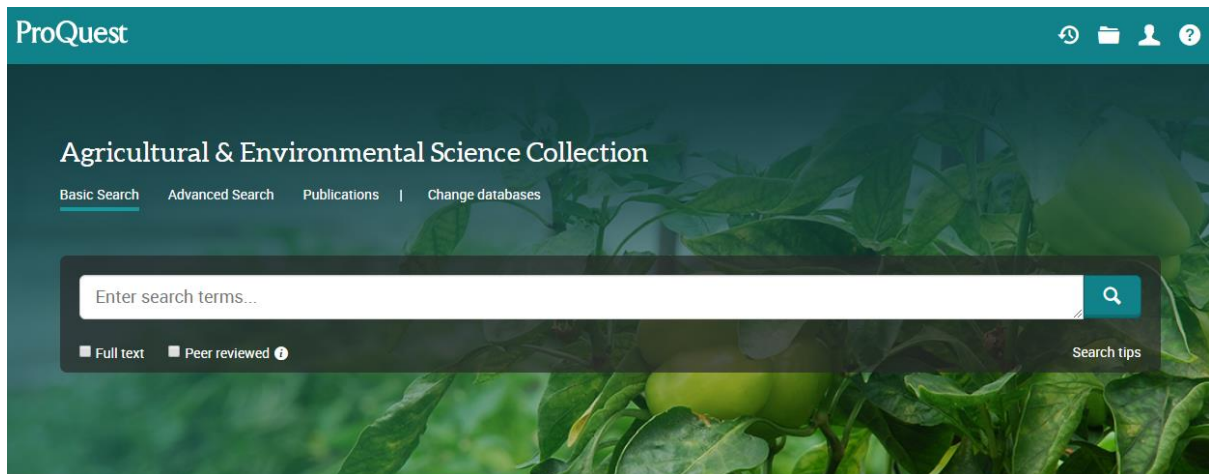 ProQuest
Agricultural & Environmental Science Collection
Basic Search Advanced Search Publications | Change databases
Enter search terms...
Full text Peer reviewed
Search tips